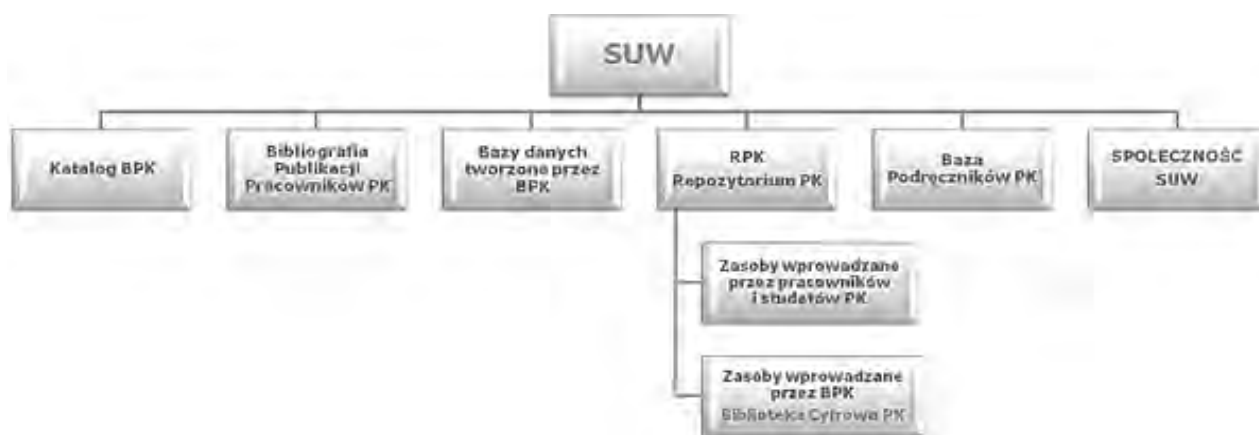 SUW
Katalog BPK
Bibliografia
Publikacji
Pracowników PK
Bazy danych
tworzone przez
BPK
RPK
Repozytorium PK
Baza
Podręczników PK
SPOŁECZNOŚĆ
SUW
Zasoby wprowadzane
przez pracowników
i studetów PK
Zasoby wprowadzane
przez BPK
Biblioteka Cyfrowa PK